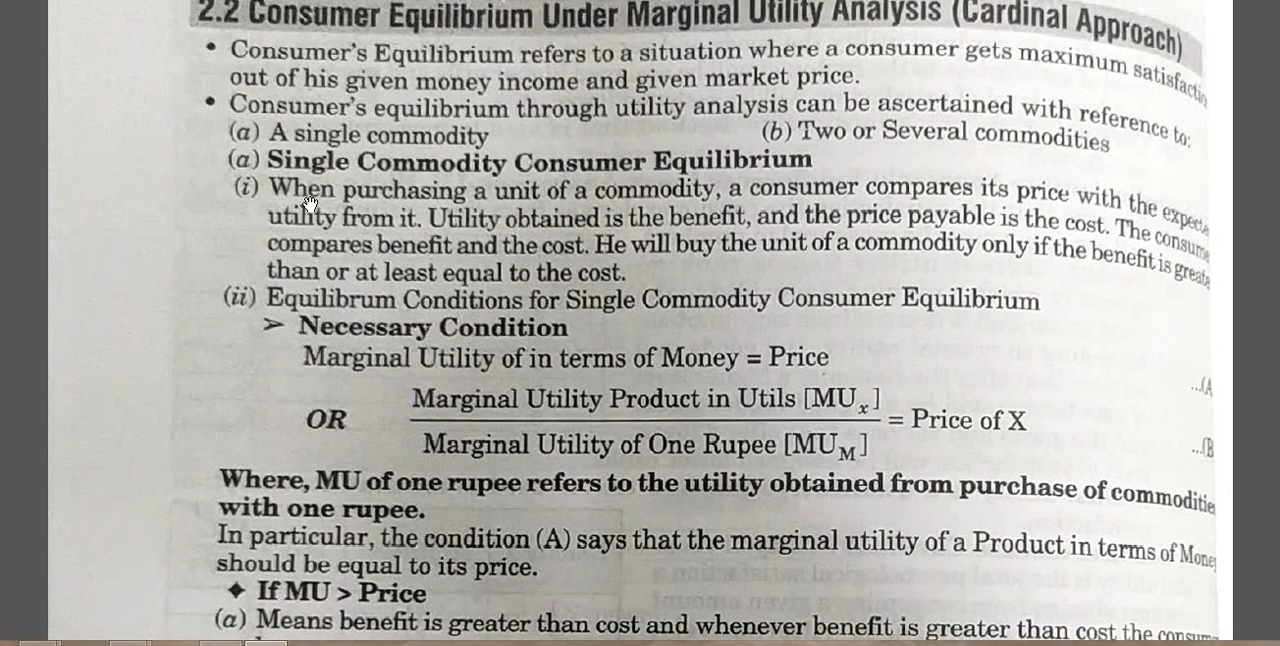 2.2 Consumer Equilibrium Under Marginal Utility Analysis (Cardinal Approach)
• Consumer's Equilibrium refers to a situation where a consumer gets maximum
out of his given money income and given market price.
• Consumer's equilibrium through utility analysis can be ascertained with reference to:
(a) A single commodity (b) Two or Several commodities
(a) Single Commodity Consumer Equilibrium
(i) When purchasing a unit of a commodity, a consumer compares its price with the
utility from it. Utility obtained is the benefit, and the price payable is the cost. The
compares benefit and the cost. He will buy the unit of a commodity only if the benefit is
than or at least equal to the cost.
(ii) Equilibrum Conditions for Single Commodity Consumer Equilibrium
➢ Necessary Condition
Marginal Utility of in terms of Money = Price
...(A
OR Marginal Utility Product in Utils [MUx] / Marginal Utility of One Rupee [MUM] = Price of X
...(B
Where, MU of one rupee refers to the utility obtained from purchase of
with one rupee.
In particular, the condition (A) says that the marginal utility of a Product in terms of
should be equal to its price.
◆ If MU > Price
(a) Means benefit is greater than cost and whenever benefit is greater than cost the